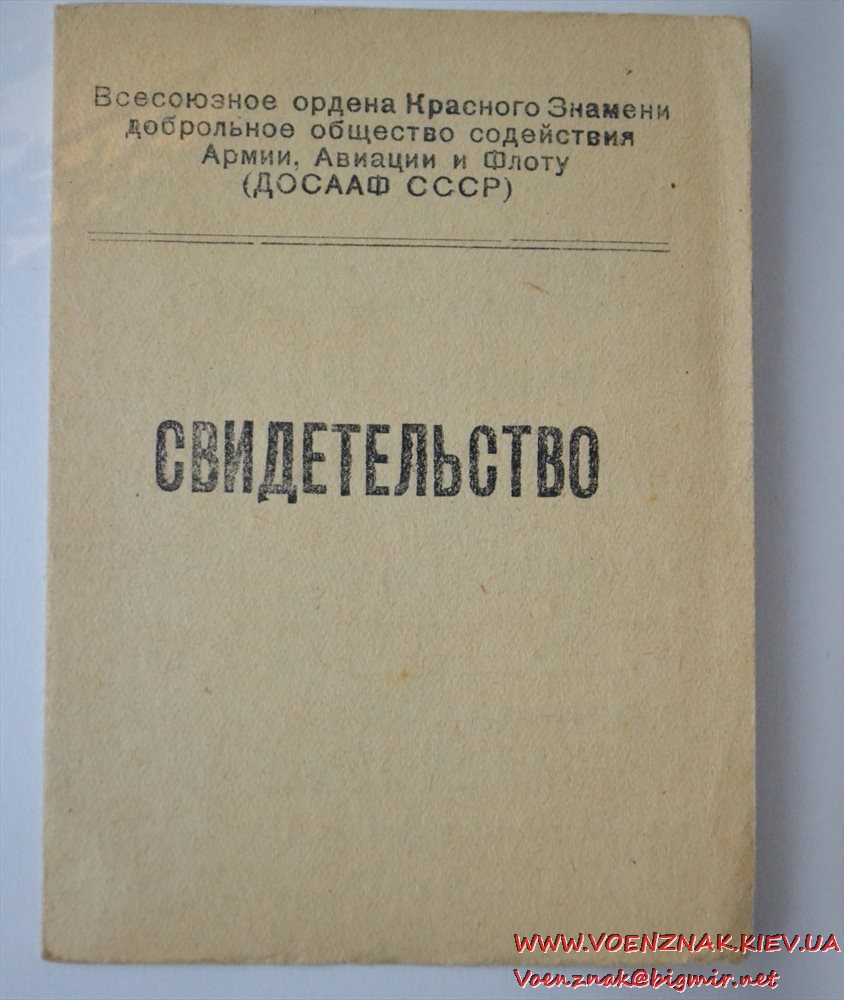 Всесоюзное ордена Красного Знамени
доброльное общество содействия
Армии, Авиации и Флоту
(ДОСААФ СССР)
СВИДЕТЕЛЬСТВО
WWW.VOENZNAK.KIEV.UA
Voenznak@bigmir.net